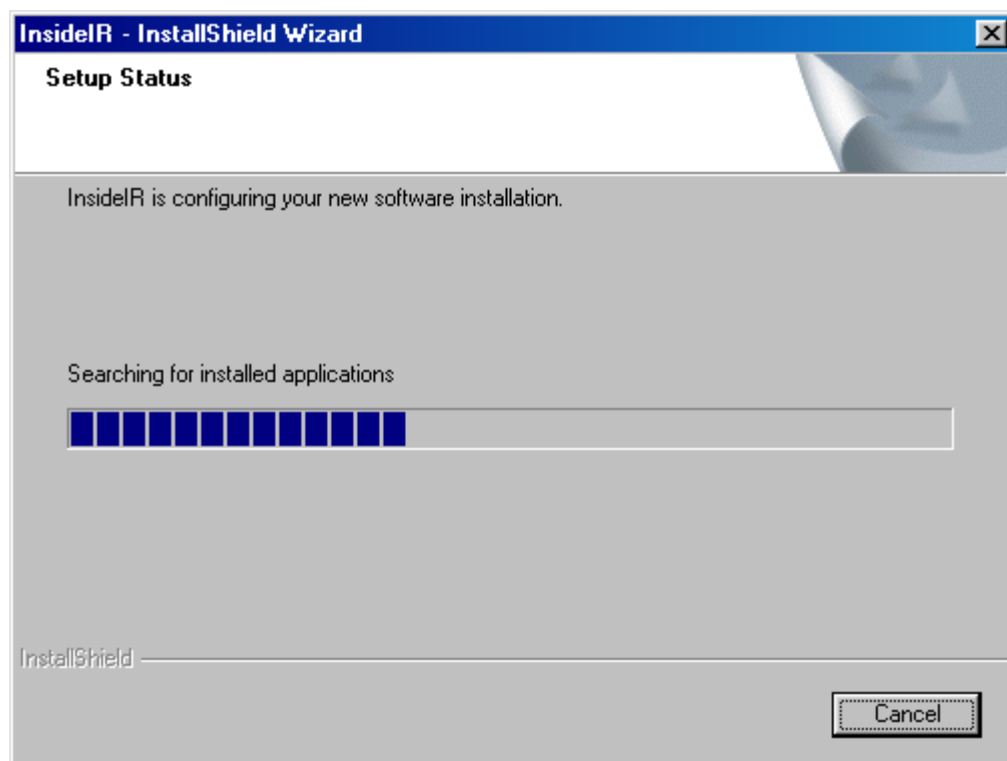 InsideIR - InstallShield Wizard
Setup Status
InsideIR is configuring your new software installation.
Searching for installed applications
InstallShield
Cancel